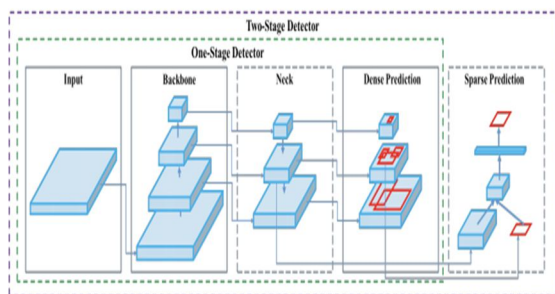 Two-Stage Detector
One-Stage Detector
Input
Backbone
Neck
Dense Prediction
Sparse Prediction